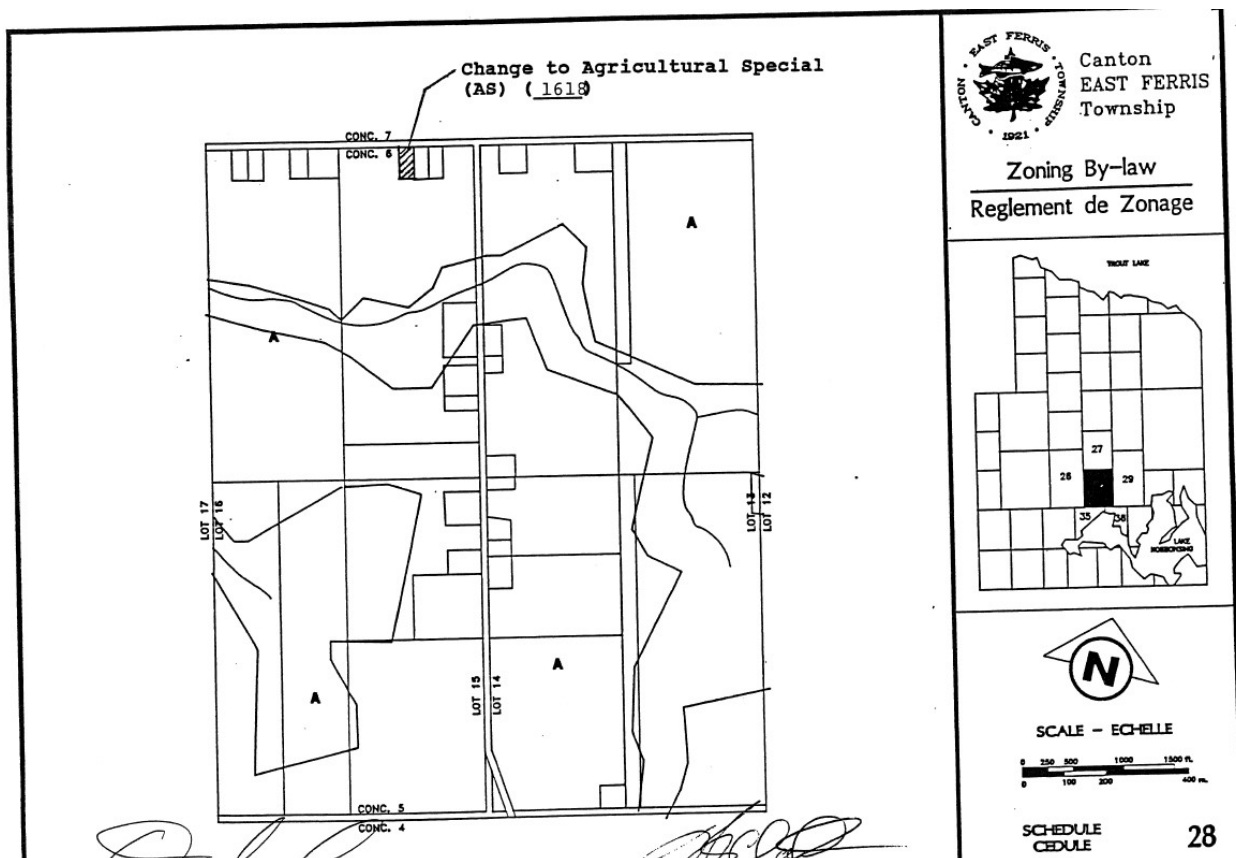 Change to Agricultural Special
(AS) ( 1618)
CONC. 7
CONC. 6
A
A
LOT 17
LOT 16
LOT 13
LOT 12
A
A
LOT 15
LOT 14
CONC. 5
CONC. 4
CANTON · EAST FERRIS · TOWNSHIP
· 1921 ·
Canton
EAST FERRIS
Township
Zoning By-law
Reglement de Zonage
TROUT LAKE
27
28
29
35
36
LAKE
NOSBONSING
N
SCALE - ECHELLE
0 250 500 1000 1500 ft.
0 100 200 400 m.
SCHEDULE
CEDULE
28